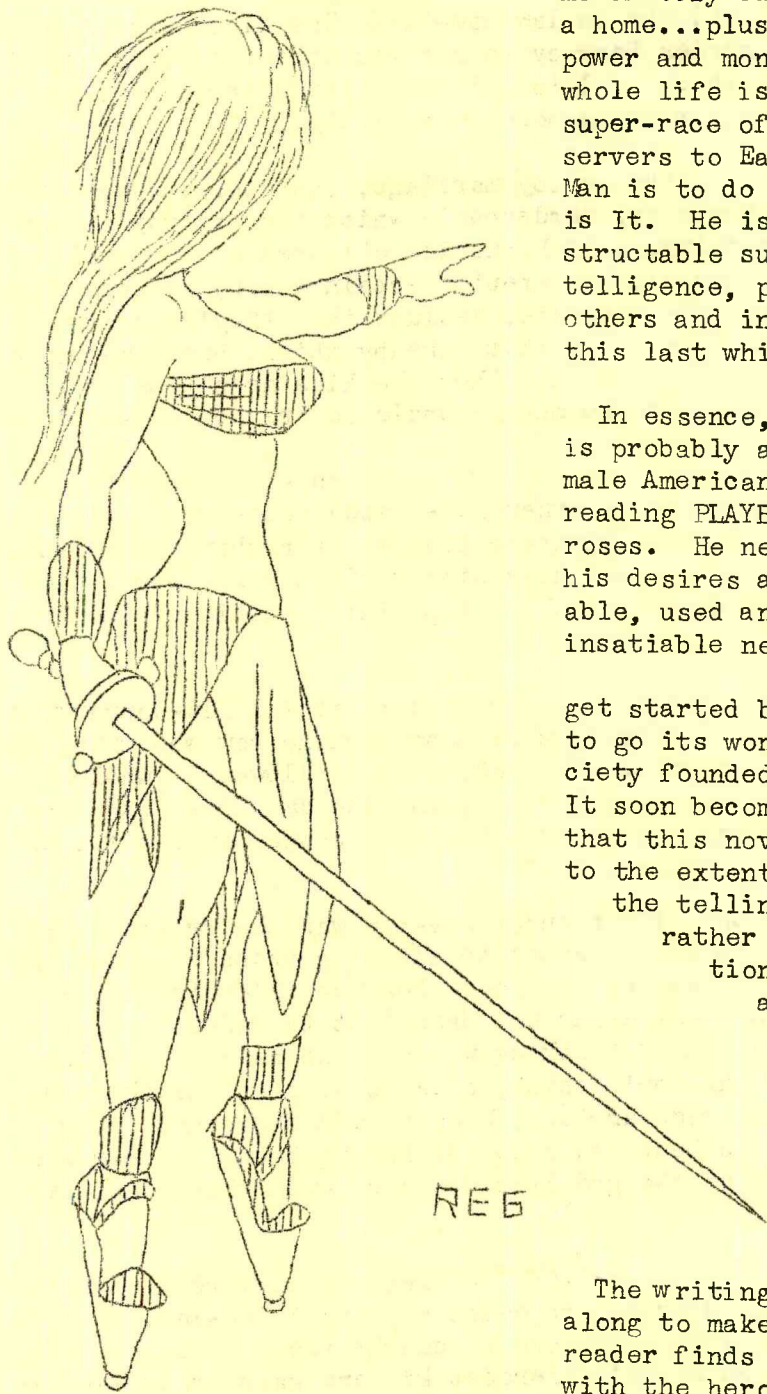 a home...plus
power and mon
whole life is
super-race of
servers to Ea
Man is to do
is It. He is
structable su
telligence, p
others and in
this last whi
In essence,
is probably a
male American
reading PLAYB
roses. He ne
his desires a
able, used an
insatiable ne
get started b
to go its wor
ciety founded
It soon becom
that this nov
to the extent
the tellin
rather
tion
a
REG
The writing
along to make
reader finds
with the hero